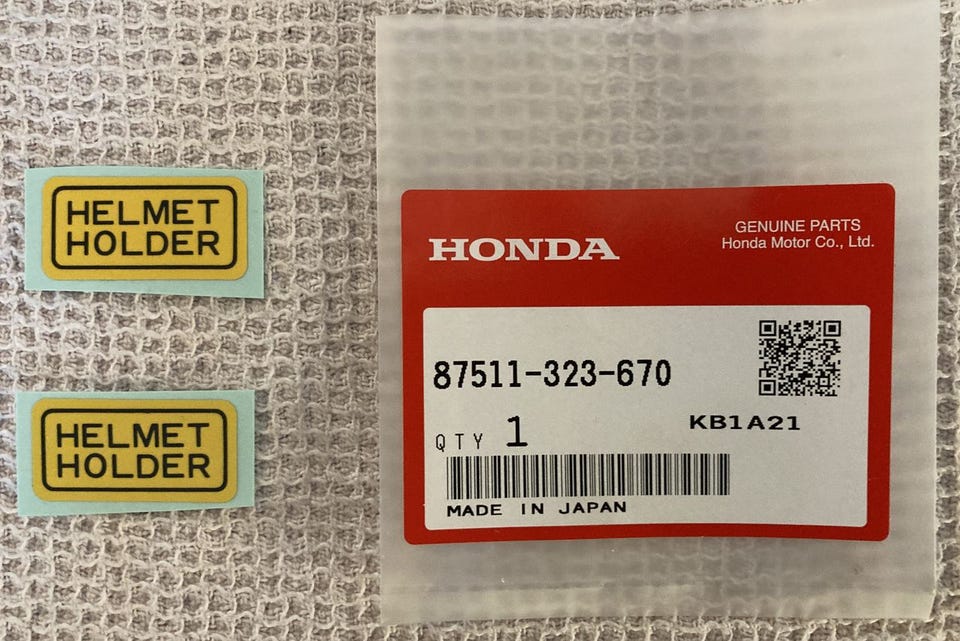 HELMET
HOLDER
HELMET
HOLDER
HONDA
GENUINE PARTS
Honda Motor Co., Ltd.
87511-323-670
QTY 1
KB1A21
MADE IN JAPAN